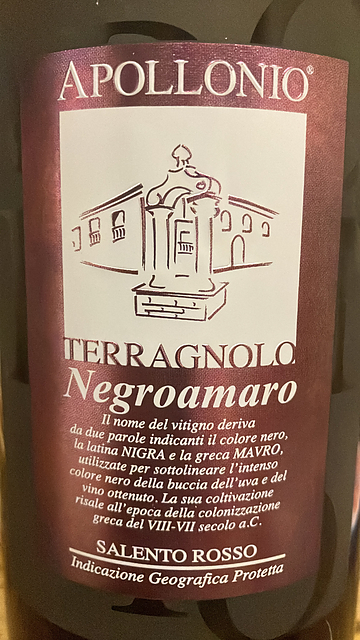 APOLLONIO®
TERRAGNOLO
Negroamaro
Il nome del vitigno deriva
da due parole indicanti il colore nero,
la latina NIGRA e la greca MAVRO,
utilizzate per sottolineare l'intenso
colore nero della buccia dell'uva e del
vino ottenuto. La sua coltivazione
risale all'epoca della colonizzazione
greca del VIII-VII secolo a.C.
SALENTO ROSSO
Indicazione Geografica Protetta